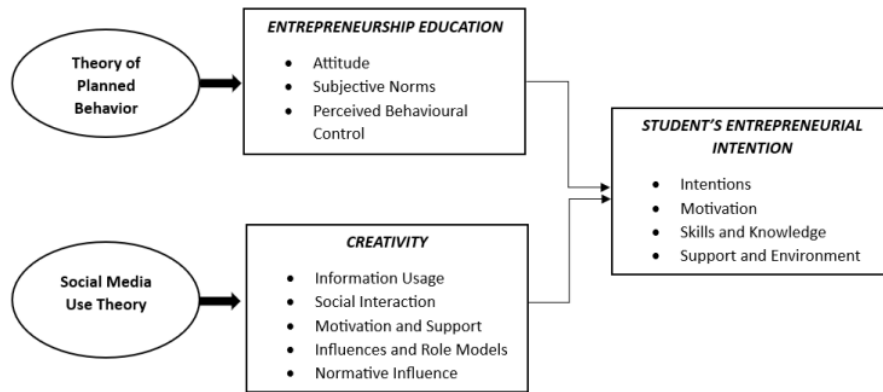 Theory of
Planned
Behavior
ENTREPRENEURSHIP EDUCATION
• Attitude
• Subjective Norms
• Perceived Behavioural
Control
STUDENT'S ENTREPRENEURIAL
INTENTION
• Intentions
• Motivation
• Skills and Knowledge
• Support and Environment
Social Media
Use Theory
CREATIVITY
• Information Usage
• Social Interaction
• Motivation and Support
• Influences and Role Models
• Normative Influence